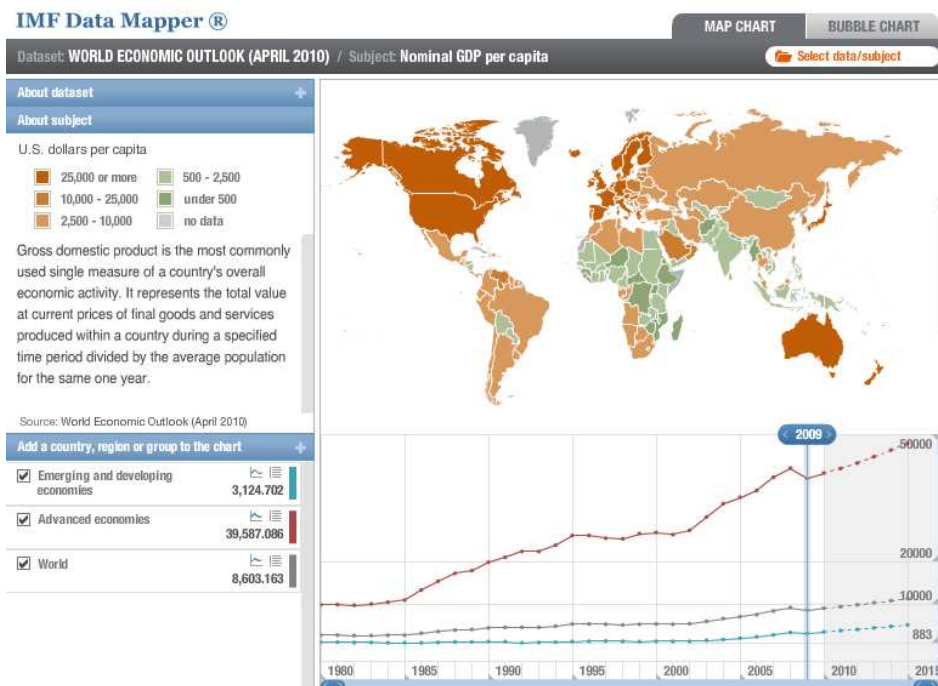 IMF Data Mapper ®
MAP CHART
BUBBLE CHART
Dataset: WORLD ECONOMIC OUTLOOK (APRIL 2010) / Subject: Nominal GDP per capita
Select data/subject
About dataset
About subject
U.S. dollars per capita
25,000 or more
500 - 2,500
10,000 - 25,000
under 500
2,500 - 10,000
no data
Gross domestic product is the most commonly
used single measure of a country's overall
economic activity. It represents the total value
at current prices of final goods and services
produced within a country during a specified
time period divided by the average population
for the same one year.
Source: World Economic Outlook (April 2010)
Add a country, region or group to the chart
Emerging and developing
economies
3,124.702
Advanced economies
39,587.086
World
8,603.163
2009
50000
20000
10000
883
1980
1985
1990
1995
2000
2005
2010
2015